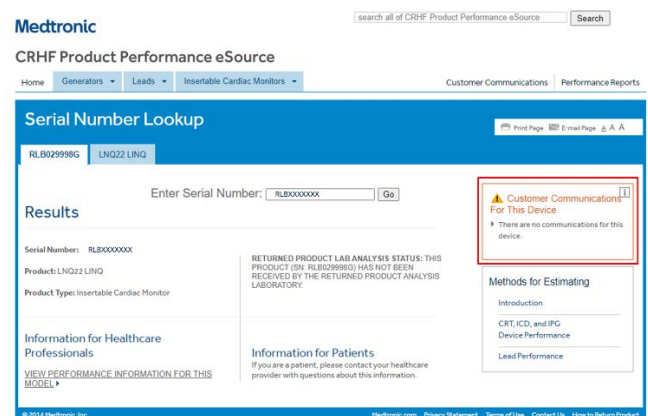 Medtronic
search all of CRHF Product Performance eSource
Search
CRHF Product Performance eSource
Home
Generators
Leads
Insertable Cardiac Monitors
Customer Communications
Performance Reports
Serial Number Lookup
Print Page
E-mail Page
A A A
RLB029998G
LNQ22 LINQ
Enter Serial Number:
RLBXXXXXX
Go
Results
Serial Number: RLBXXXXXX
Product: LNQ22 LINQ
Product Type: Insertable Cardiac Monitor
RETURNED PRODUCT LAB ANALYSIS STATUS: THIS
PRODUCT (SN: RLB029998G) HAS NOT BEEN
RECEIVED BY THE RETURNED PRODUCT ANALYSIS
LABORATORY.
Information for Healthcare
Professionals
VIEW PERFORMANCE INFORMATION FOR THIS
MODEL
Information for Patients
If you are a patient, please contact your healthcare
provider with questions about this information.
Customer Communications
For This Device
i
There are no communications for this
device.
Methods for Estimating
Introduction
CRT, ICD, and IPG
Device Performance
Lead Performance
© 2014 Medtronic, Inc.
Medtronic.com
Privacy Statement
Terms of Use
Contact Us
How to Return Product